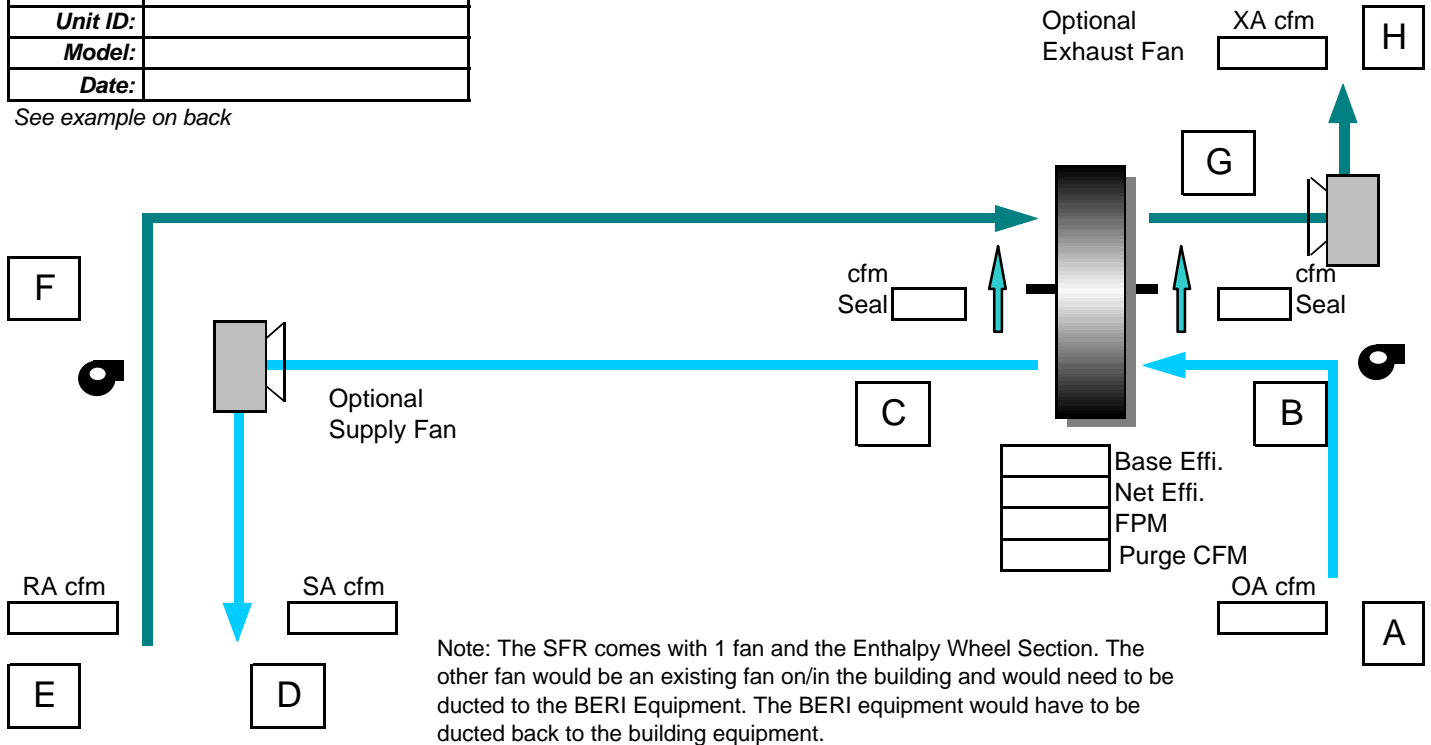 Unit ID:
Model:
Date:
See example on back
Optional
Exhaust Fan
XA cfm
H
G
F
cfm
Seal
cfm
Seal
Optional
Supply Fan
C
B
Base Effi.
Net Effi.
FPM
Purge CFM
RA cfm
SA cfm
OA cfm
A
E
D
Note: The SFR comes with 1 fan and the Enthalpy Wheel Section. The
other fan would be an existing fan on/in the building and would need to be
ducted to the BERI Equipment. The BERI equipment would have to be
ducted back to the building equipment.